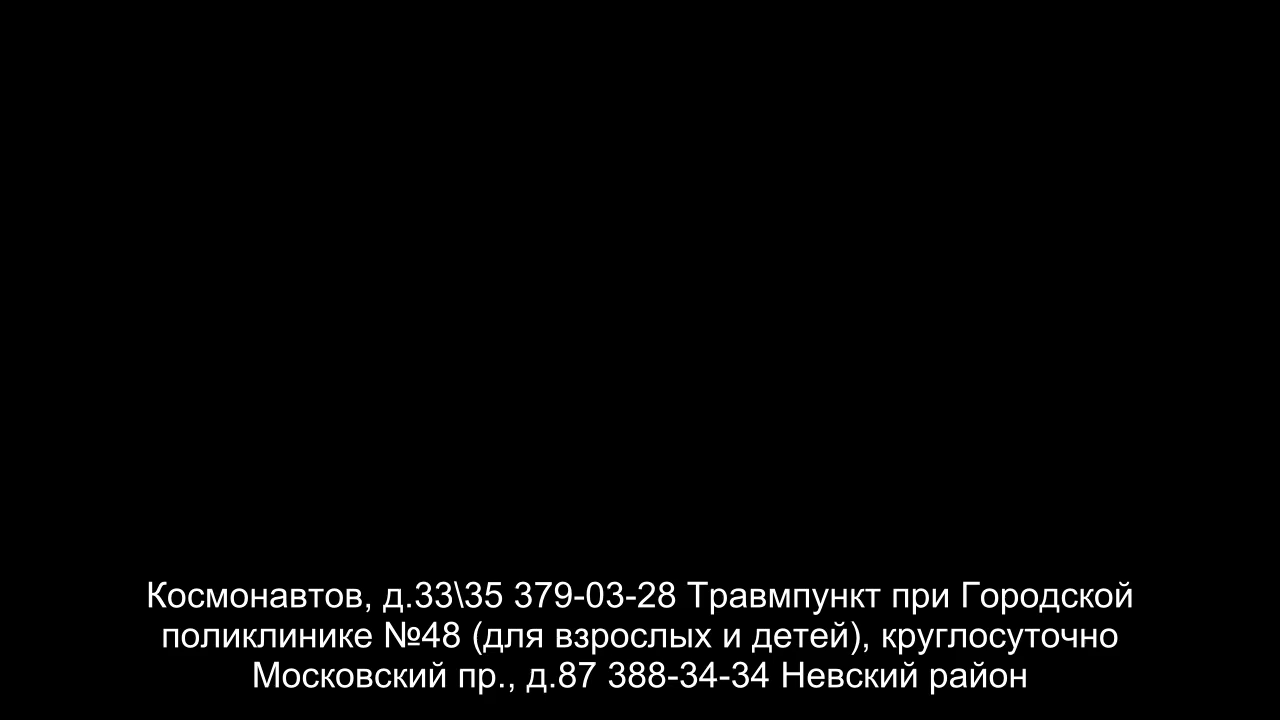 Космонавтов, д.33\35 379-03-28 Травмпункт при Городской
поликлинике №48 (для взрослых и детей), круглосуточно
Московский пр., д.87 388-34-34 Невский район